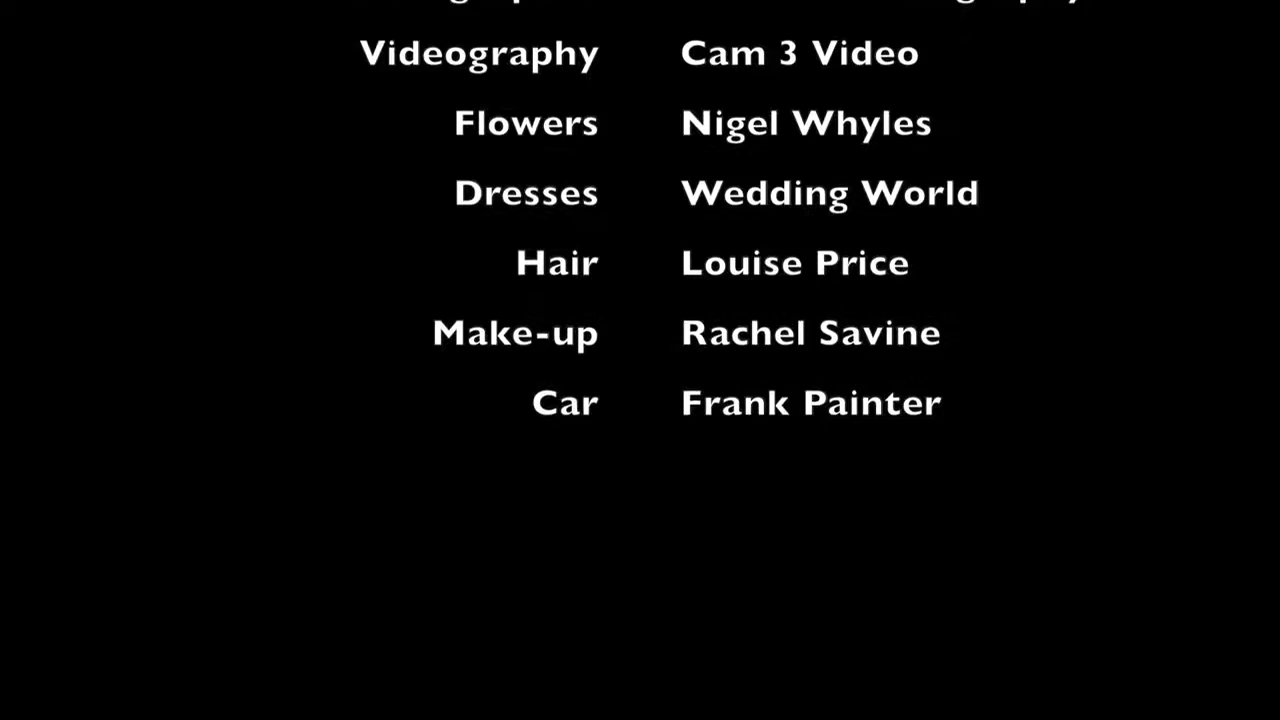 Videography Cam 3 Video
Flowers Nigel Whyles
Dresses Wedding World
Hair Louise Price
Make-up Rachel Savine
Car Frank Painter